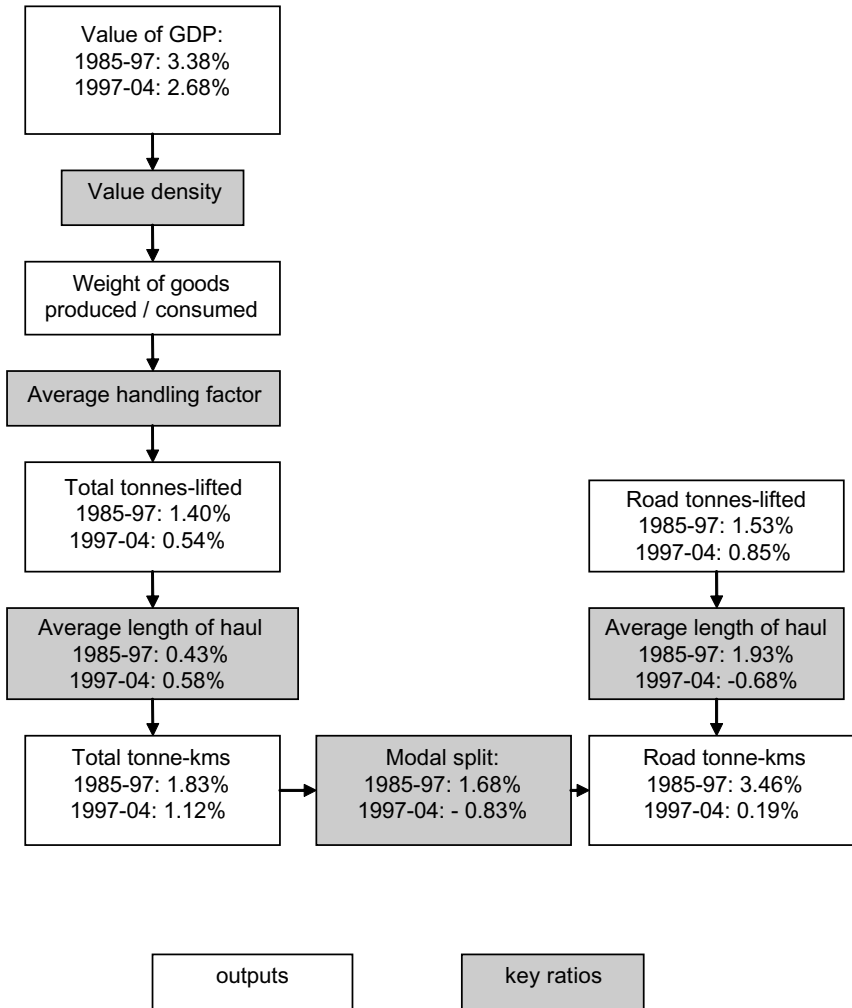 Value of GDP:
1985-97: 3.38%
1997-04: 2.68%
Value density
Weight of goods
produced / consumed
Average handling factor
Total tonnes-lifted
1985-97: 1.40%
1997-04: 0.54%
Road tonnes-lifted
1985-97: 1.53%
1997-04: 0.85%
Average length of haul
1985-97: 0.43%
1997-04: 0.58%
Average length of haul
1985-97: 1.93%
1997-04: -0.68%
Total tonne-kms
1985-97: 1.83%
1997-04: 1.12%
Modal split:
1985-97: 1.68%
1997-04: - 0.83%
Road tonne-kms
1985-97: 3.46%
1997-04: 0.19%
outputs
key ratios